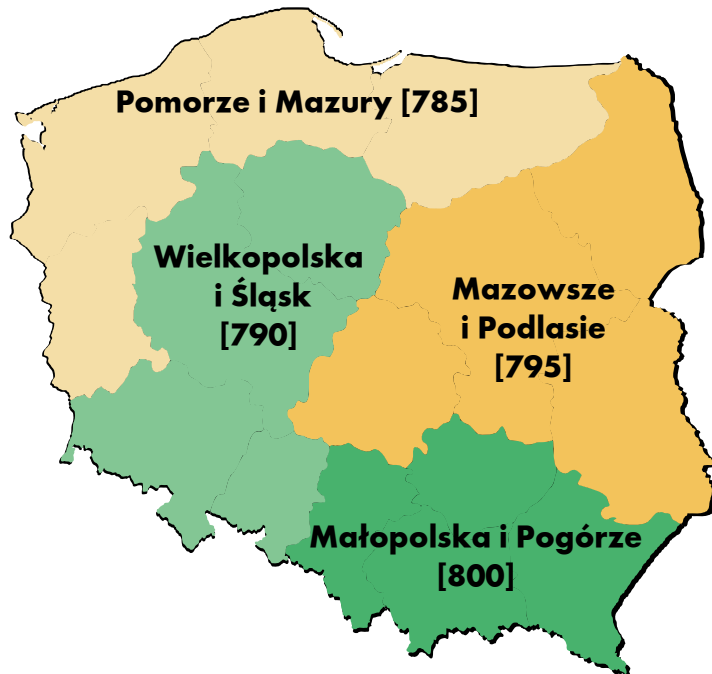 Pomorze i Mazury [785]
Wielkopolska
i Śląsk
[790]
Mazowsze
i Podlasie
[795]
Małopolska i Pogórze
[800]